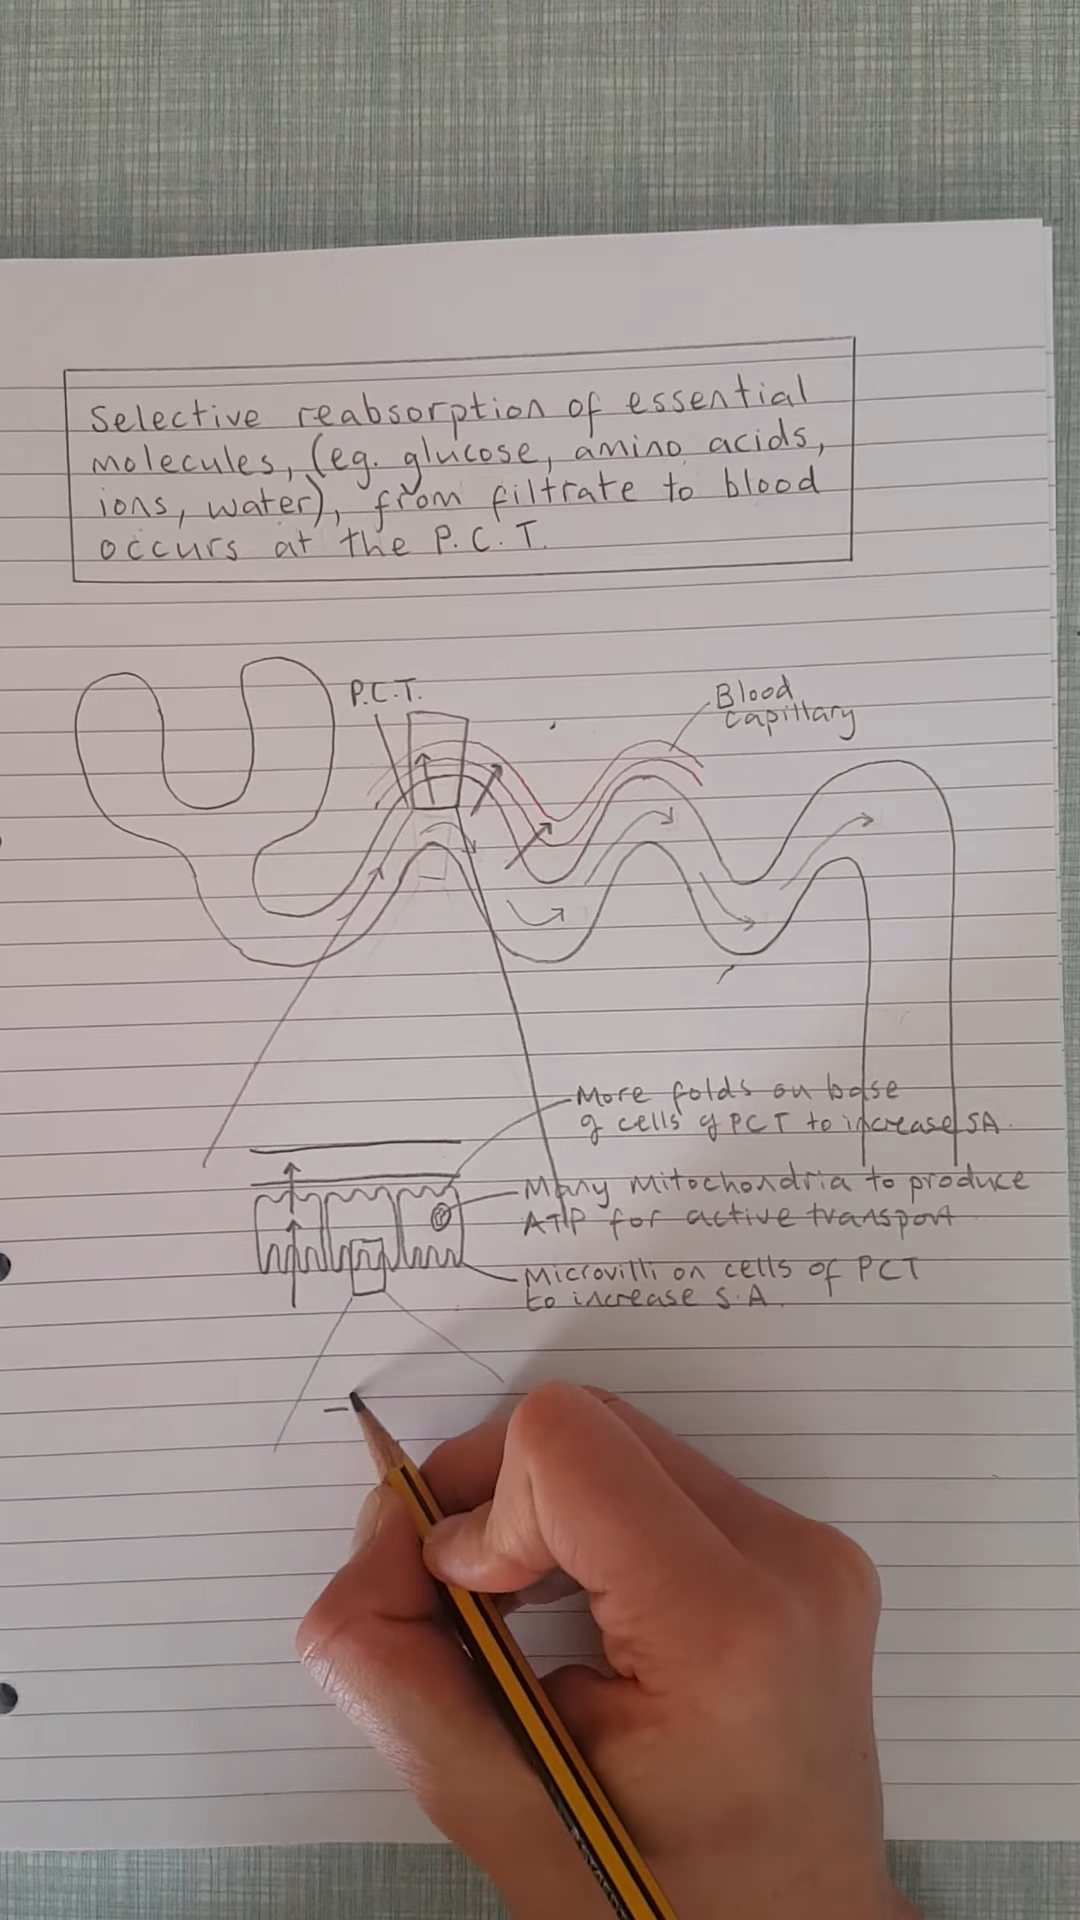 Selective reabsorption of essential
molecules, (eg. glucose, amino acids,
ions, water), from filtrate to blood
occurs at the P.C.T.
P.C.T.
Blood
capillary
More folds on base
of cells of PCT to increase SA.
Many mitochondria to produce
ATP for active transport
Microvilli on cells of PCT
to increase S.A.